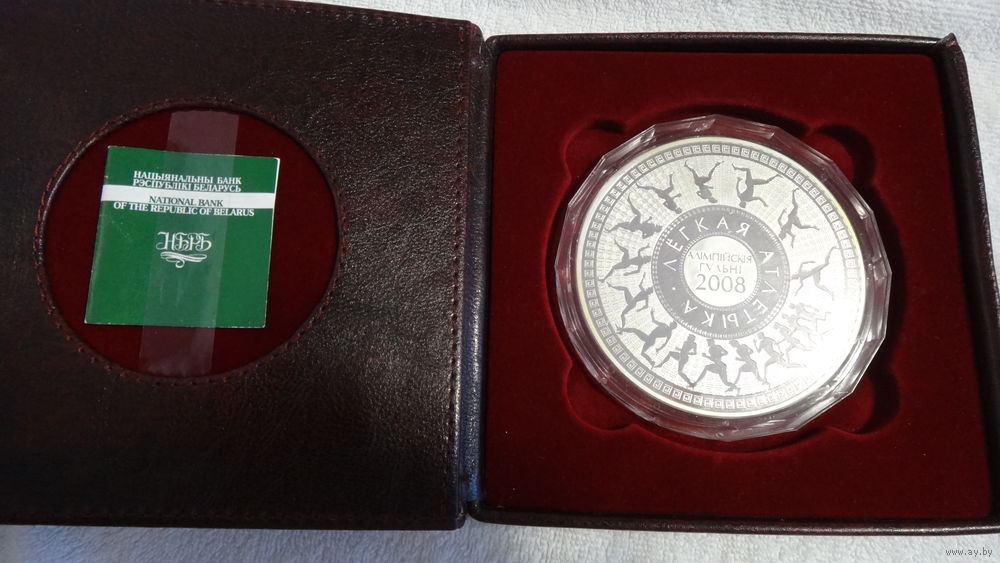 НАЦЫЯНАЛЬНЫ БАНК
РЭСПУБЛІКІ БЕЛАРУСЬ
NATIONAL BANK
OF THE REPUBLIC OF BELARUS
НБРБ
ЛЁГКАЯ АТЛЕТЫКА
АЛІМПІЙСКІЯ
ГУЛЬНІ
2008
www.ay.by